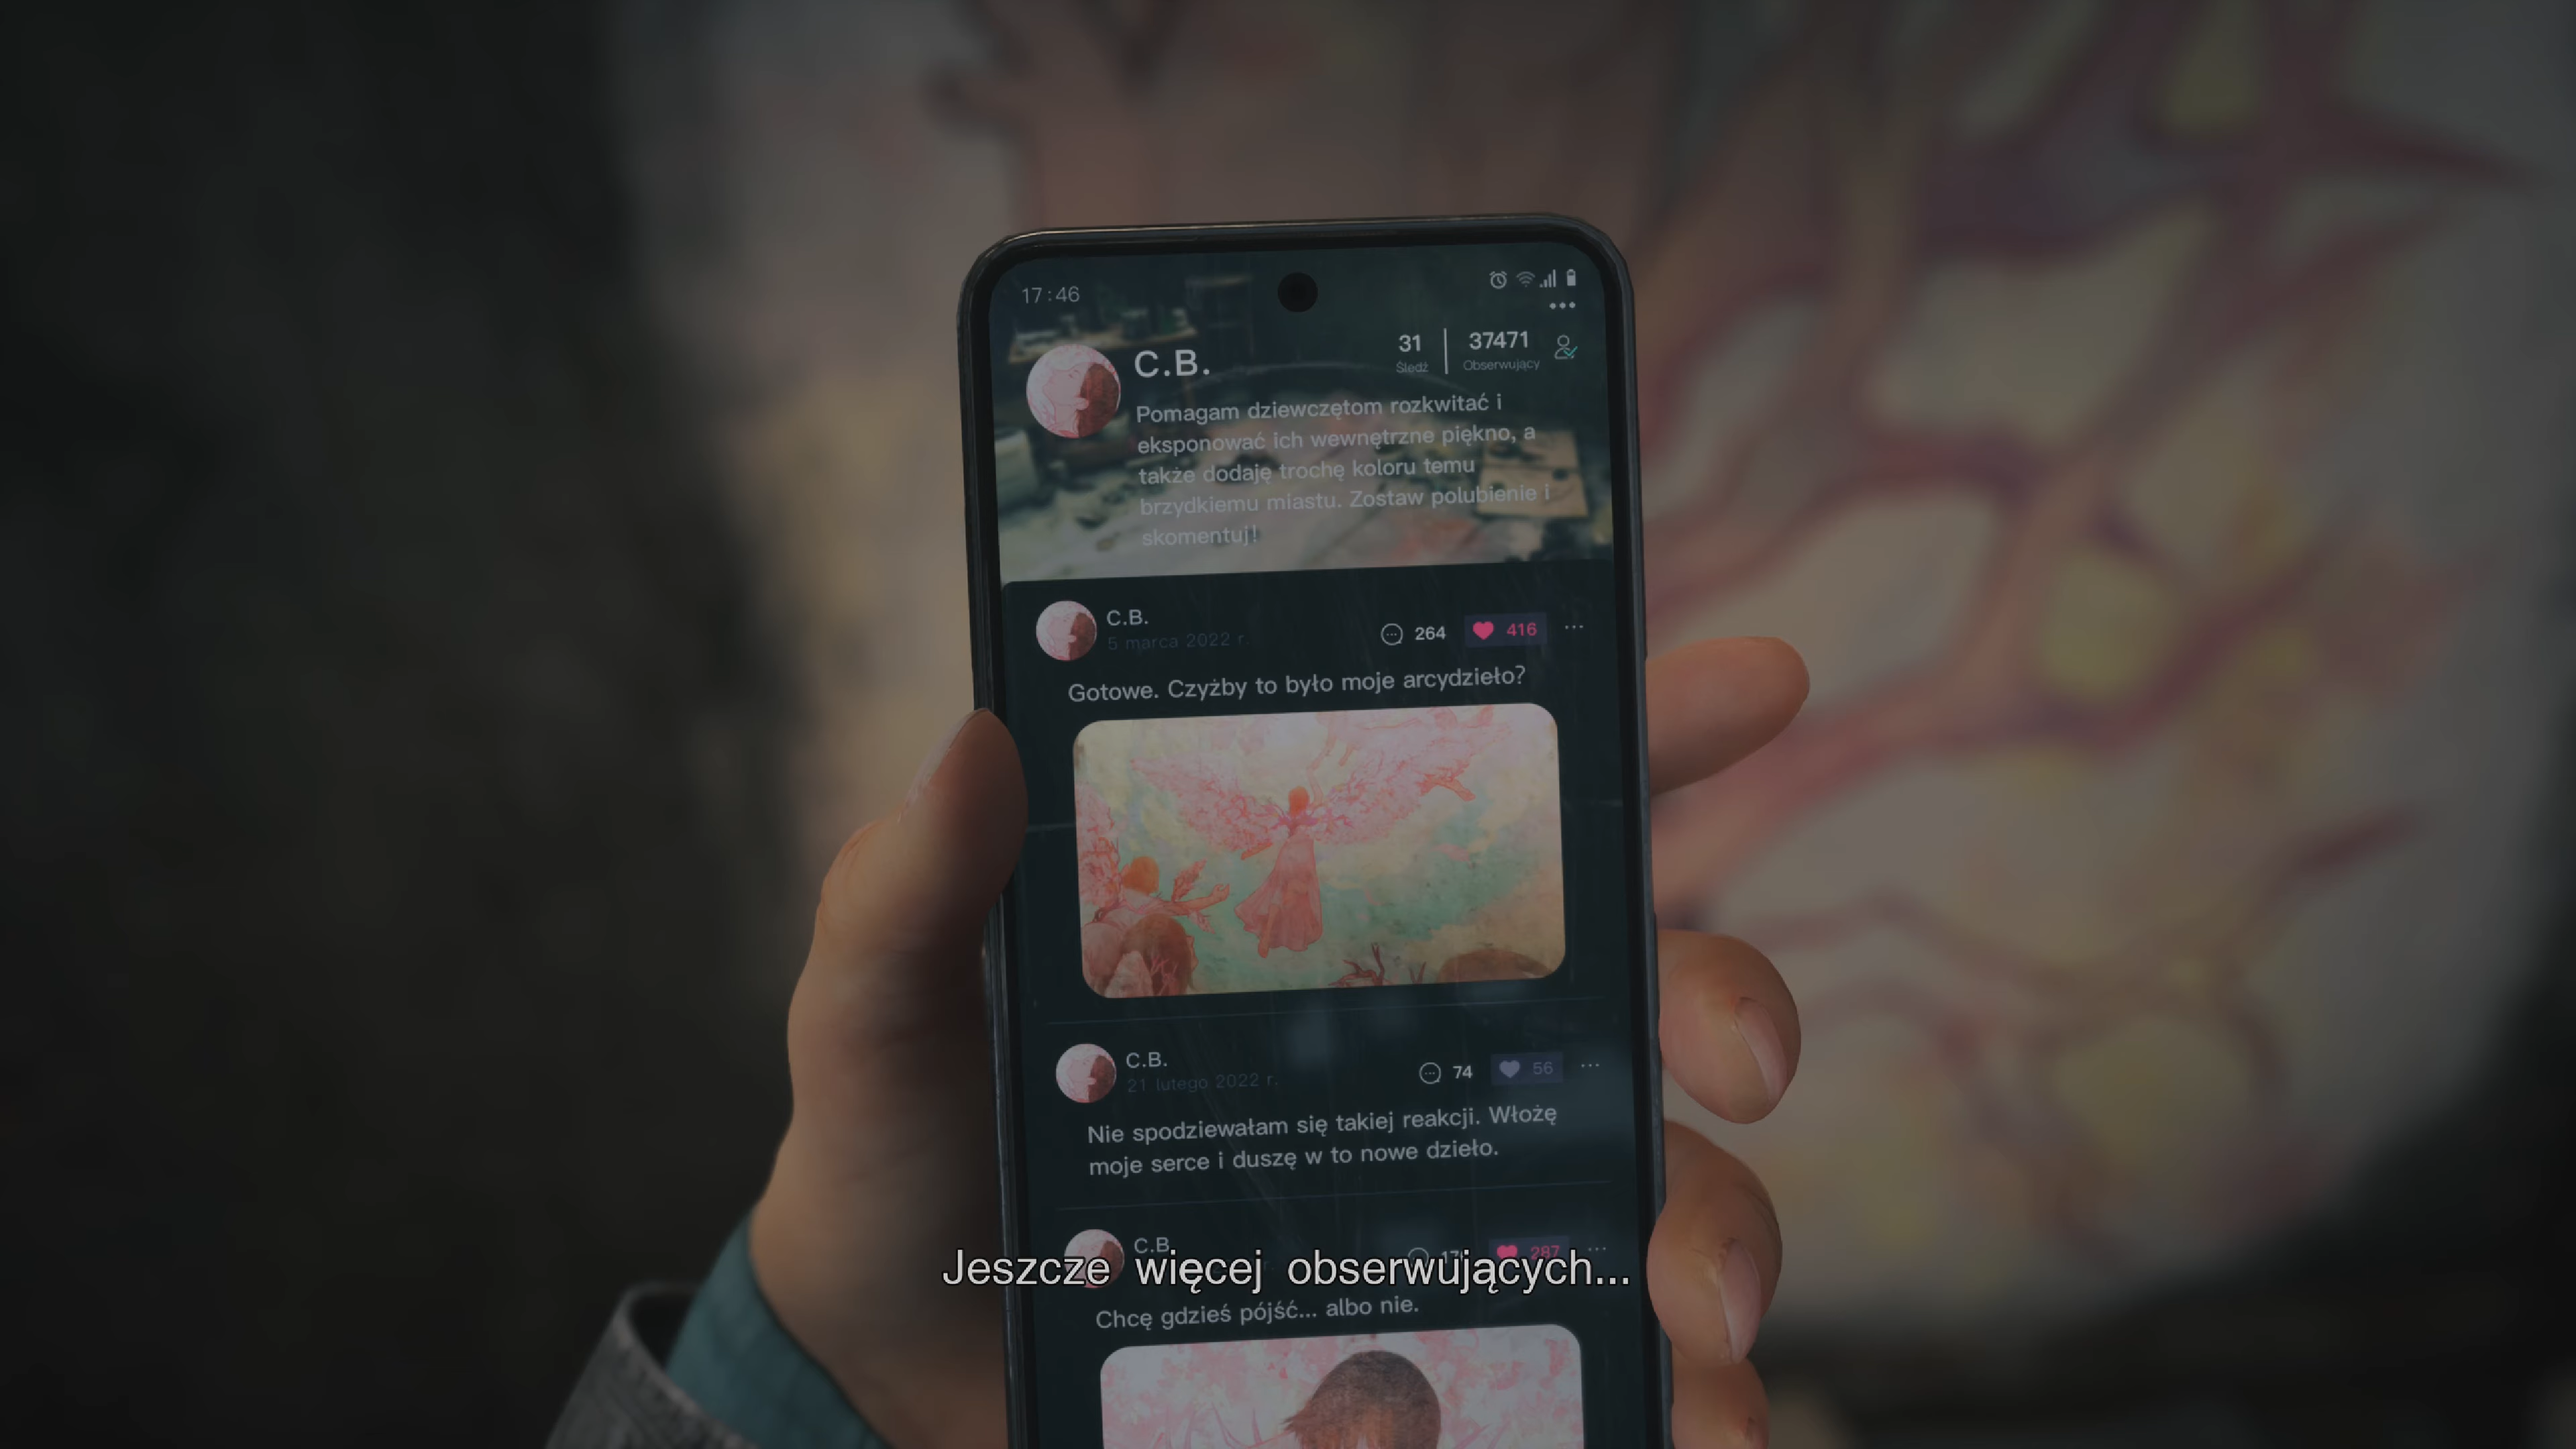 17:46
C.B.
31
Śledź
37471
Obserwujący
Pomagam dziewczętom rozkwitać i
eksponować ich wewnętrzne piękno, a
także dodaję trochę koloru temu
brzydkiemu miastu. Zostaw polubienie i
skomentuj!
C.B.
5 marca 2022 r.
264
416
Gotowe. Czyżby to było moje arcydzieło?
C.B.
21 lutego 2022 r.
74
56
Nie spodziewałam się takiej reakcji. Włożę
moje serce i duszę w to nowe dzieło.
C.B.
287
Jeszcze więcej obserwujących...
Chcę gdzieś pójść... albo nie.